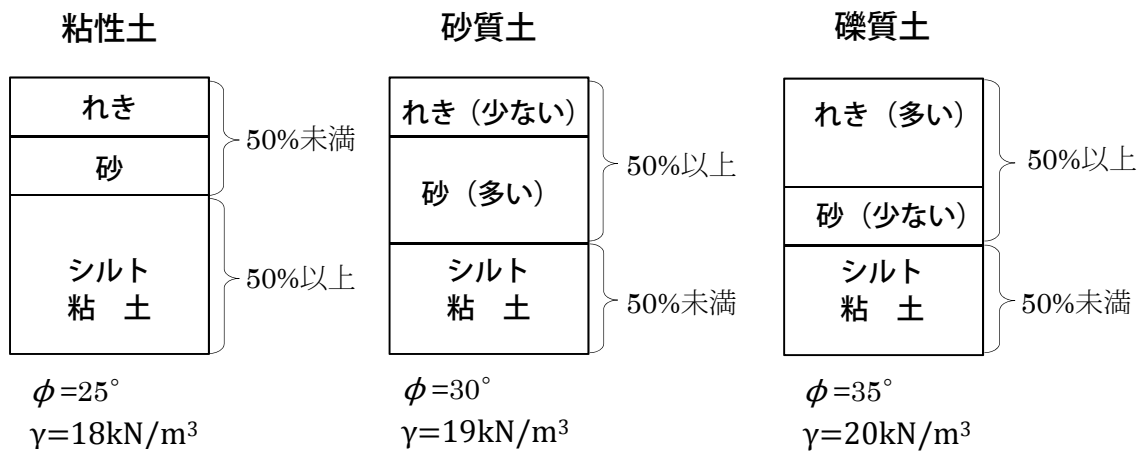 粘性土
れき
砂
シルト
粘　土
50%未満
50%以上
ϕ=25°
γ=18kN/m³
砂質土
れき（少ない）
砂（多い）
シルト
粘　土
50%以上
50%未満
ϕ=30°
γ=19kN/m³
礫質土
れき（多い）
砂（少ない）
シルト
粘　土
50%以上
50%未満
ϕ=35°
γ=20kN/m³